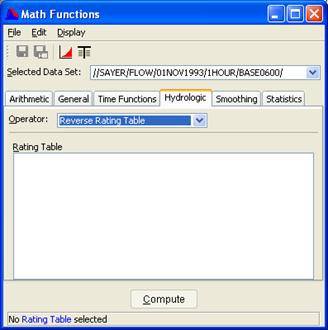 Math Functions
File Edit Display
Selected Data Set: //SAYER/FLOW/01NOV1993/1HOUR/BASE0600/
Arithmetic General Time Functions Hydrologic Smoothing Statistics
Operator: Reverse Rating Table
Rating Table
Compute
No Rating Table selected